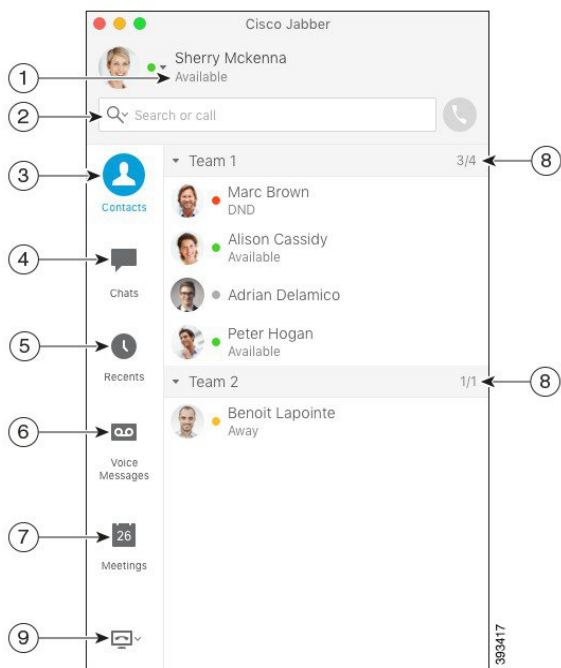 Cisco Jabber
Sherry Mckenna
1
Available
2
Search or call
3
Contacts
Team 1
3/4
8
Marc Brown
DND
Alison Cassidy
Available
4
Chats
Adrian Delamico
5
Recents
Peter Hogan
Available
Team 2
1/1
8
6
Voice
Messages
Benoit Lapointe
Away
7
26
Meetings
9
393417